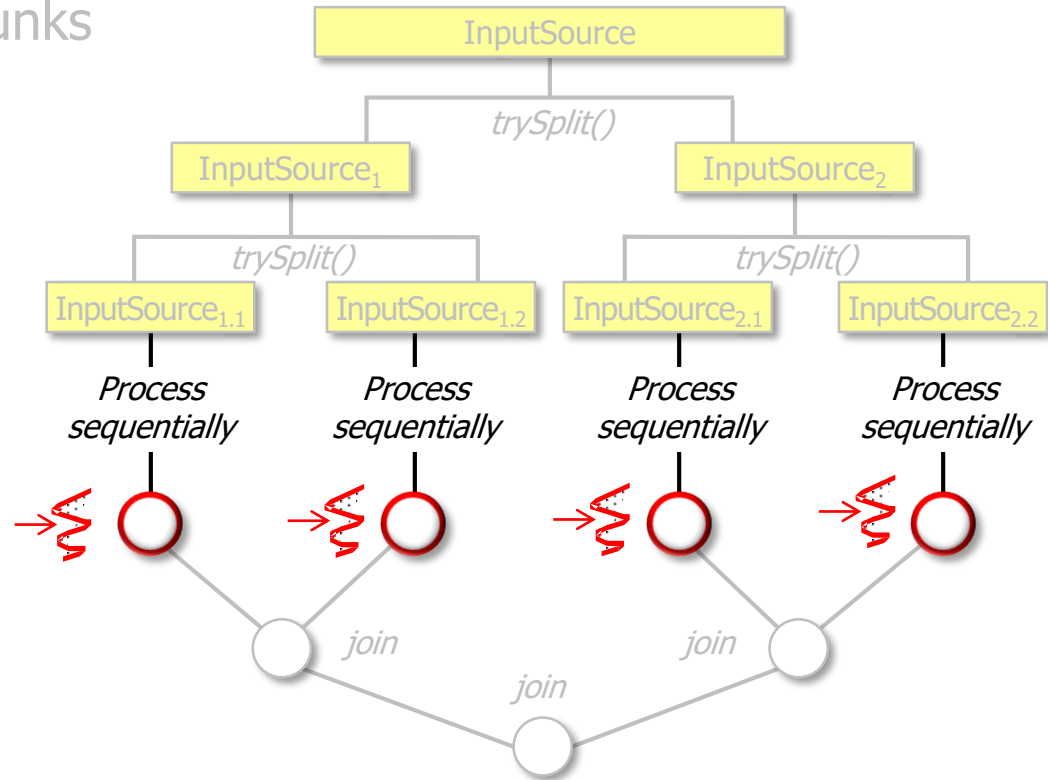 unks
InputSource
trySplit()
InputSource₁
InputSource₂
trySplit()
trySplit()
InputSource₁.₁
InputSource₁.₂
InputSource₂.₁
InputSource₂.₂
Process
sequentially
Process
sequentially
Process
sequentially
Process
sequentially
join
join
join